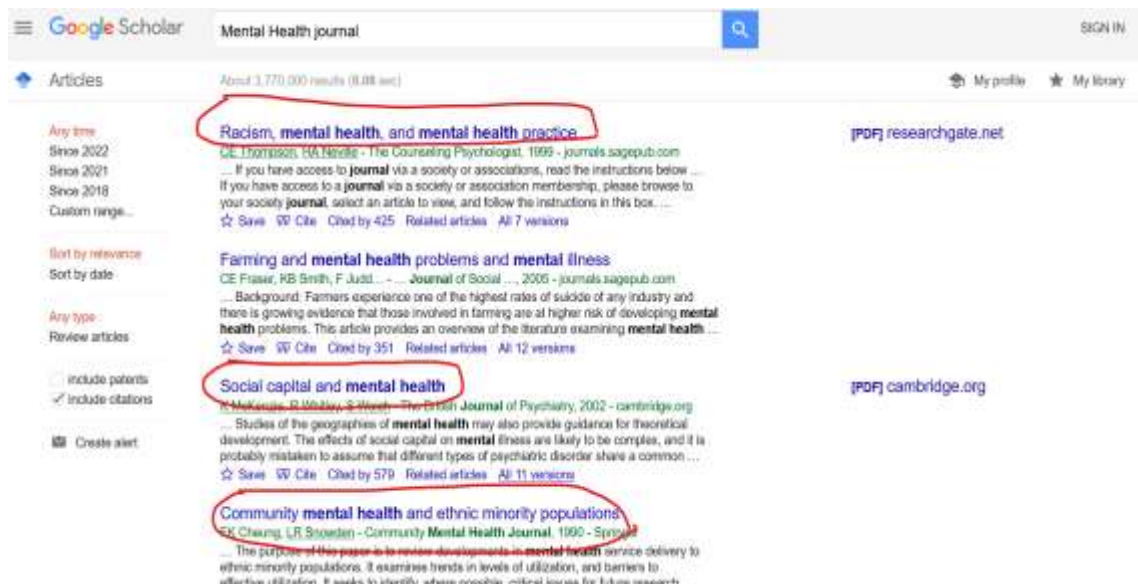 Google Scholar
Mental Health journal
SIGN IN
Articles
About 3,770,000 results (0.08 sec)
My profile
My library
Any time
Since 2022
Since 2021
Since 2018
Custom range...
Sort by relevance
Sort by date
Any type
Review articles
include patents
include citations
Create alert
Racism, mental health, and mental health practice
[PDF] researchgate.net
CE Thompson, HA Neville - The Counseling Psychologist, 1999 - journals.sagepub.com
... If you have access to journal via a society or associations, read the instructions below ...
If you have access to a journal via a society or association membership, please browse to
your society journal, select an article to view, and follow the instructions in this box. ...
Save Cite Cited by 425 Related articles All 7 versions
Farming and mental health problems and mental illness
CE Fraser, KB Smith, F Judd... - ... Journal of Social ..., 2005 - journals.sagepub.com
... Background: Farmers experience one of the highest rates of suicide of any industry and
there is growing evidence that those involved in farming are at higher risk of developing mental
health problems. This article provides an overview of the literature examining mental health ...
Save Cite Cited by 351 Related articles All 12 versions
Social capital and mental health
[PDF] cambridge.org
K McKenzie, R Whitley, S Weich - The British Journal of Psychiatry, 2002 - cambridge.org
... Studies of the geographies of mental health may also provide guidance for theoretical
development. The effects of social capital on mental illness are likely to be complex, and it is
probably mistaken to assume that different types of psychiatric disorder share a common ...
Save Cite Cited by 579 Related articles All 11 versions
Community mental health and ethnic minority populations
FK Cheung, LR Snowden - Community Mental Health Journal, 1990 - Springer
... The purpose of this paper is to review developments in mental health service delivery to
ethnic minority populations. It examines trends in levels of utilization, and barriers to
effective utilization. It seeks to identify, where possible, critical issues for future research